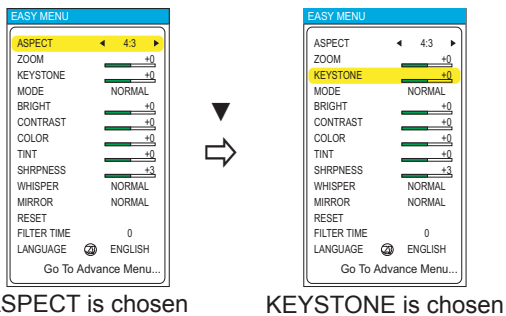 EASY MENU
ASPECT 4:3
ZOOM +0
KEYSTONE +0
MODE NORMAL
BRIGHT +0
CONTRAST +0
COLOR +0
TINT +0
SHRPNESS +3
WHISPER NORMAL
MIRROR NORMAL
RESET
FILTER TIME 0
LANGUAGE ENGLISH
Go To Advance Menu...
SPECT is chosen
EASY MENU
ASPECT 4:3
ZOOM +0
KEYSTONE +0
MODE NORMAL
BRIGHT +0
CONTRAST +0
COLOR +0
TINT +0
SHRPNESS +3
WHISPER NORMAL
MIRROR NORMAL
RESET
FILTER TIME 0
LANGUAGE ENGLISH
Go To Advance Menu...
KEYSTONE is chosen